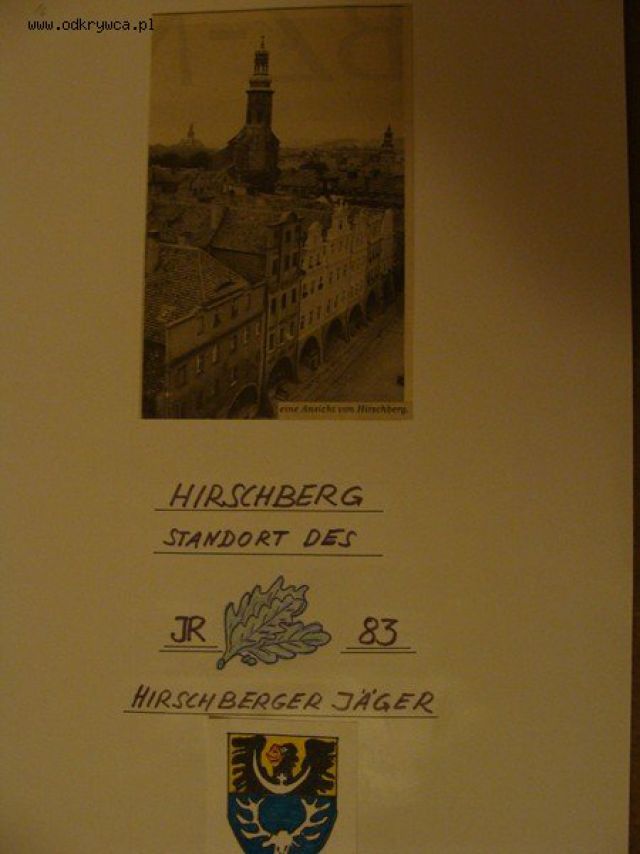 www.odkrywca.pl
eine Ansicht von Hirschberg.
HIRSCHBERG
STANDORT DES
JR 83
HIRSCHBERGER JÄGER